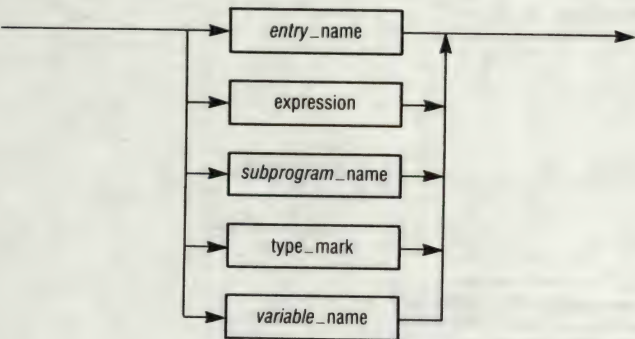 entry_name
expression
subprogram_name
type_mark
variable_name